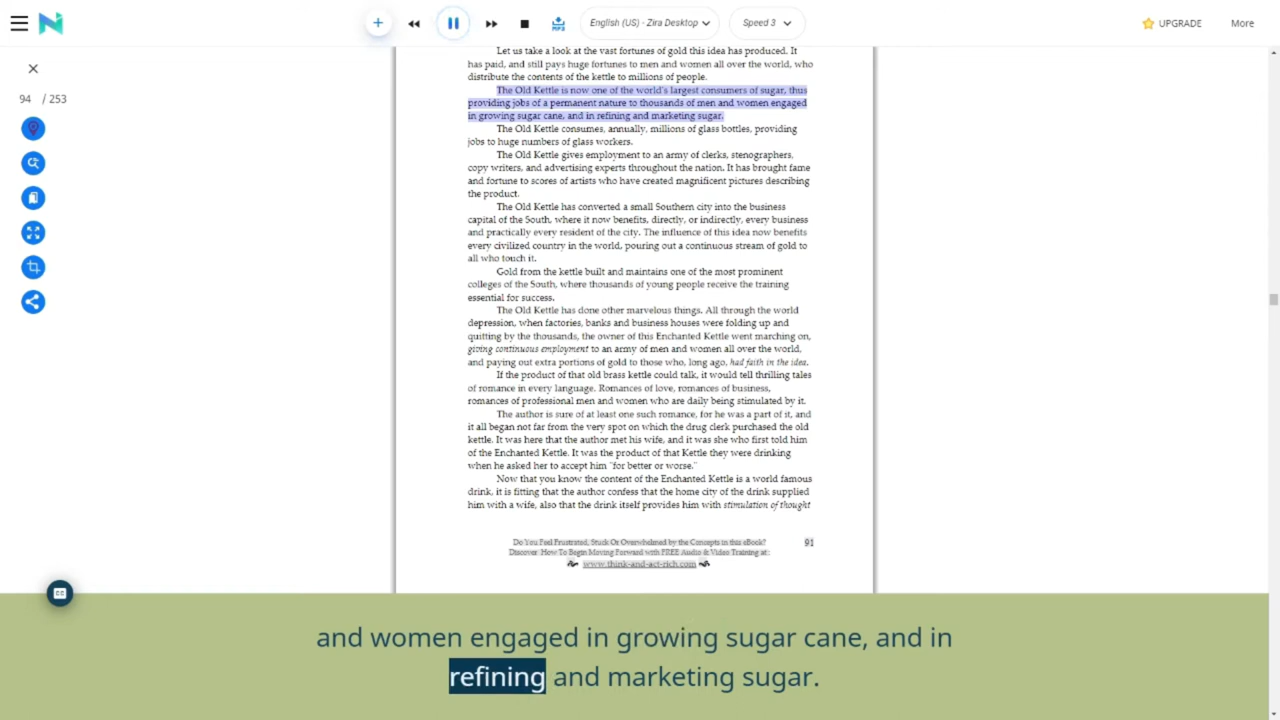 +
MP3
English (US) - Zira Desktop
Speed 3
UPGRADE
More
94 / 253
Let us take a look at the vast fortunes of gold this idea has produced. It
has paid, and still pays huge fortunes to men and women all over the world, who
distribute the contents of the kettle to millions of people.
The Old Kettle is now one of the world's largest consumers of sugar, thus
providing jobs of a permanent nature to thousands of men and women engaged
in growing sugar cane, and in refining and marketing sugar.
The Old Kettle consumes, annually, millions of glass bottles, providing
jobs to huge numbers of glass workers.
The Old Kettle gives employment to an army of clerks, stenographers,
copy writers, and advertising experts throughout the nation. It has brought fame
and fortune to scores of artists who have created magnificent pictures describing
the product.
The Old Kettle has converted a small Southern city into the business
capital of the South, where it now benefits, directly, or indirectly, every business
and practically every resident of the city. The influence of this idea now benefits
every civilized country in the world, pouring out a continuous stream of gold to
all who touch it.
Gold from the kettle built and maintains one of the most prominent
colleges of the South, where thousands of young people receive the training
essential for success.
The Old Kettle has done other marvelous things. All through the world
depression, when factories, banks and business houses were folding up and
quitting by the thousands, the owner of this Enchanted Kettle went marching on,
giving continuous employment to an army of men and women all over the world,
and paying out extra portions of gold to those who, long ago, had faith in the idea.
If the product of that old brass kettle could talk, it would tell thrilling tales
of romance in every language. Romances of love, romances of business,
romances of professional men and women who are daily being stimulated by it.
The author is sure of at least one such romance, for he was a part of it, and
it all began not far from the very spot on which the drug clerk purchased the old
kettle. It was here that the author met his wife, and it was she who first told him
of the Enchanted Kettle. It was the product of that Kettle they were drinking
when he asked her to accept him "for better or worse."
Now that you know the content of the Enchanted Kettle is a world famous
drink, it is fitting that the author confess that the home city of the drink supplied
him with a wife, also that the drink itself provides him with stimulation of thought
Do You Feel Frustrated, Stuck Or Overwhelmed by the Concepts in this eBook? 91
Discover How To Begin Moving Forward with FREE Audio & Video Training at:
www.think-and-act-rich.com
CC
and women engaged in growing sugar cane, and in
refining and marketing sugar.